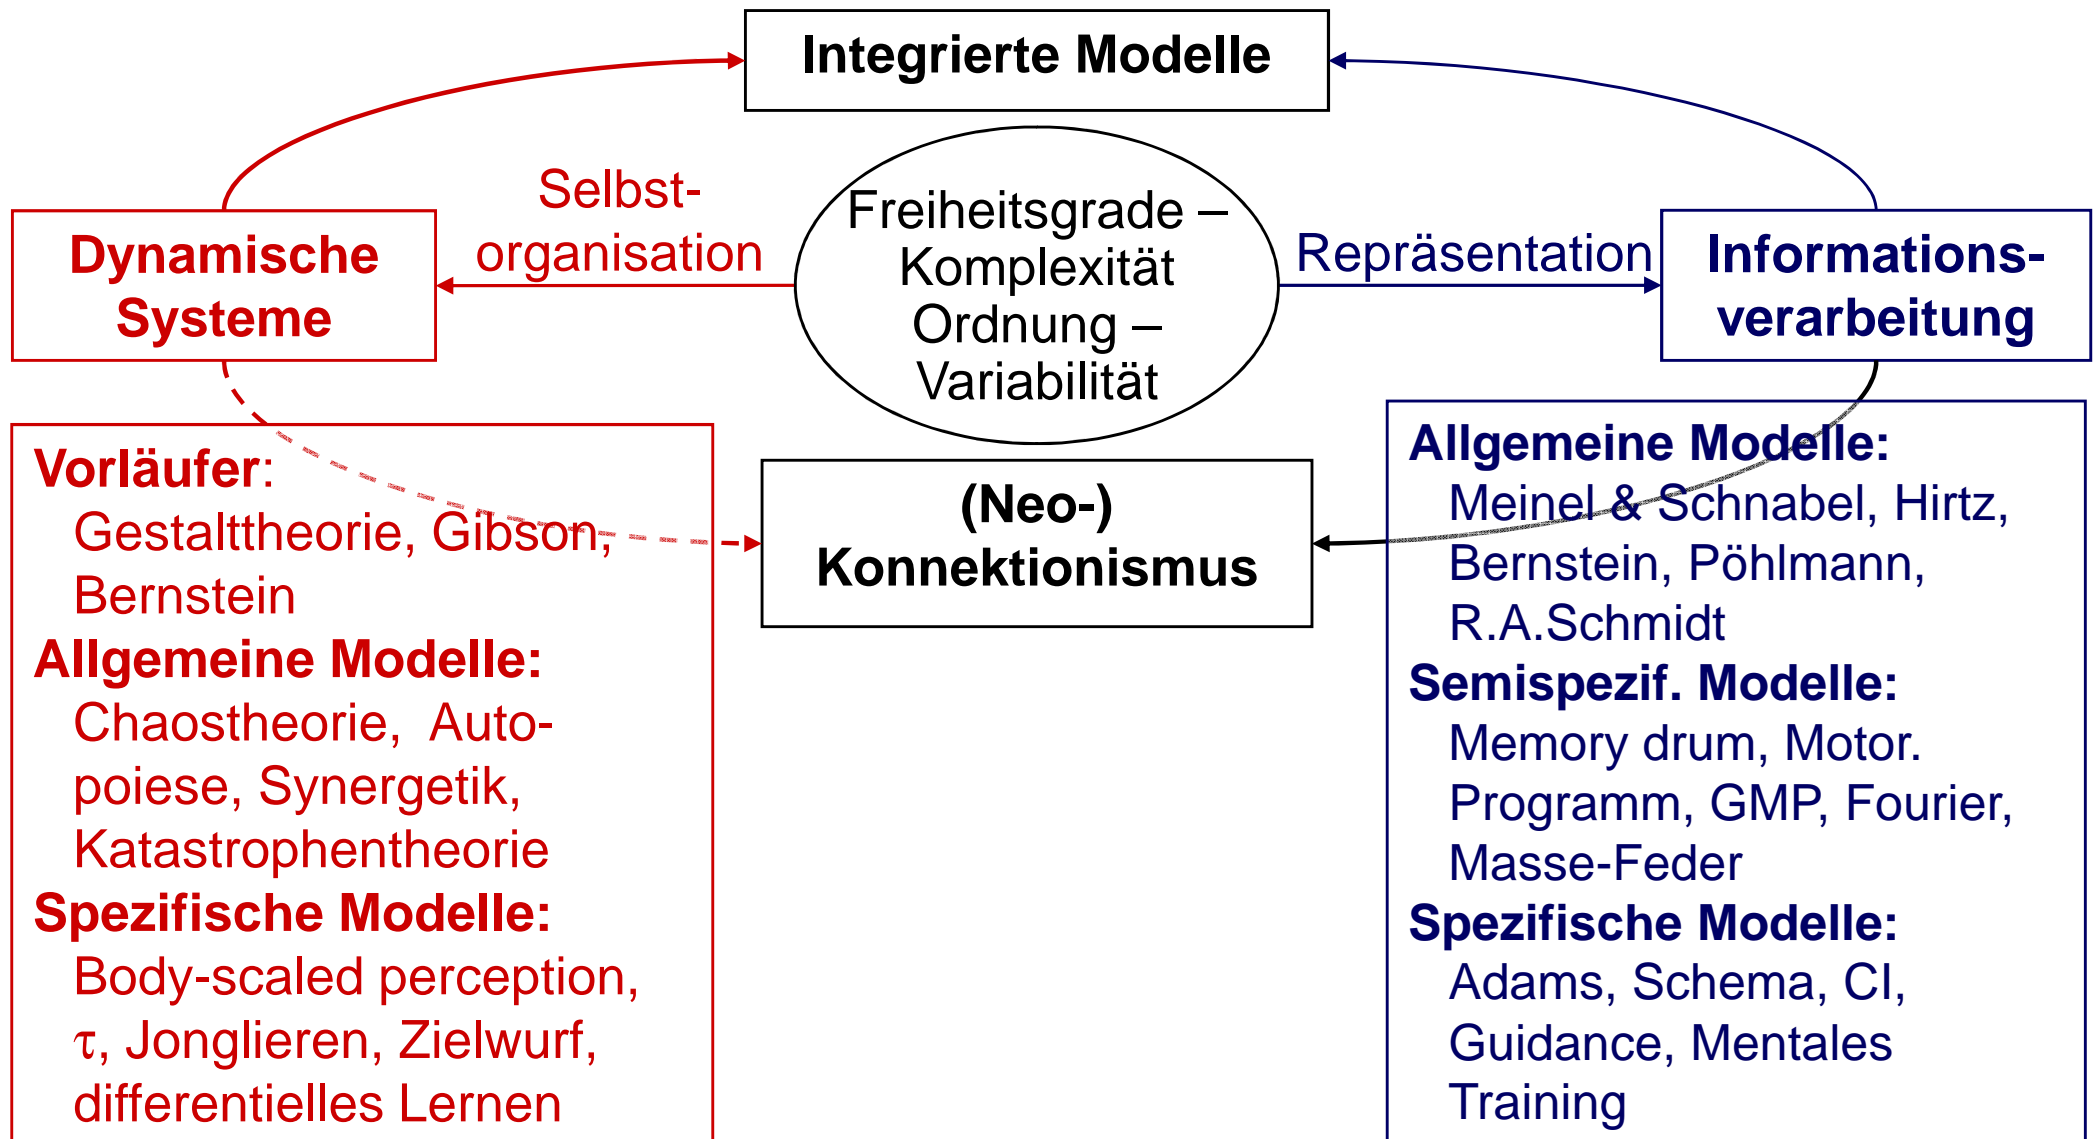 Integrierte Modelle
Selbst-
organisation
Freiheitsgrade –
Komplexität
Ordnung –
Variabilität
Repräsentation
Dynamische
Systeme
Informations-
verarbeitung
(Neo-)
Konnektionismus
Vorläufer:
Gestalttheorie, Gibson,
Bernstein
Allgemeine Modelle:
Chaostheorie, Auto-
poiese, Synergetik,
Katastrophentheorie
Spezifische Modelle:
Body-scaled perception,
τ, Jonglieren, Zielwurf,
differentielles Lernen
Allgemeine Modelle:
Meinel & Schnabel, Hirtz,
Bernstein, Pöhlmann,
R.A.Schmidt
Semispezif. Modelle:
Memory drum, Motor.
Programm, GMP, Fourier,
Masse-Feder
Spezifische Modelle:
Adams, Schema, CI,
Guidance, Mentales
Training